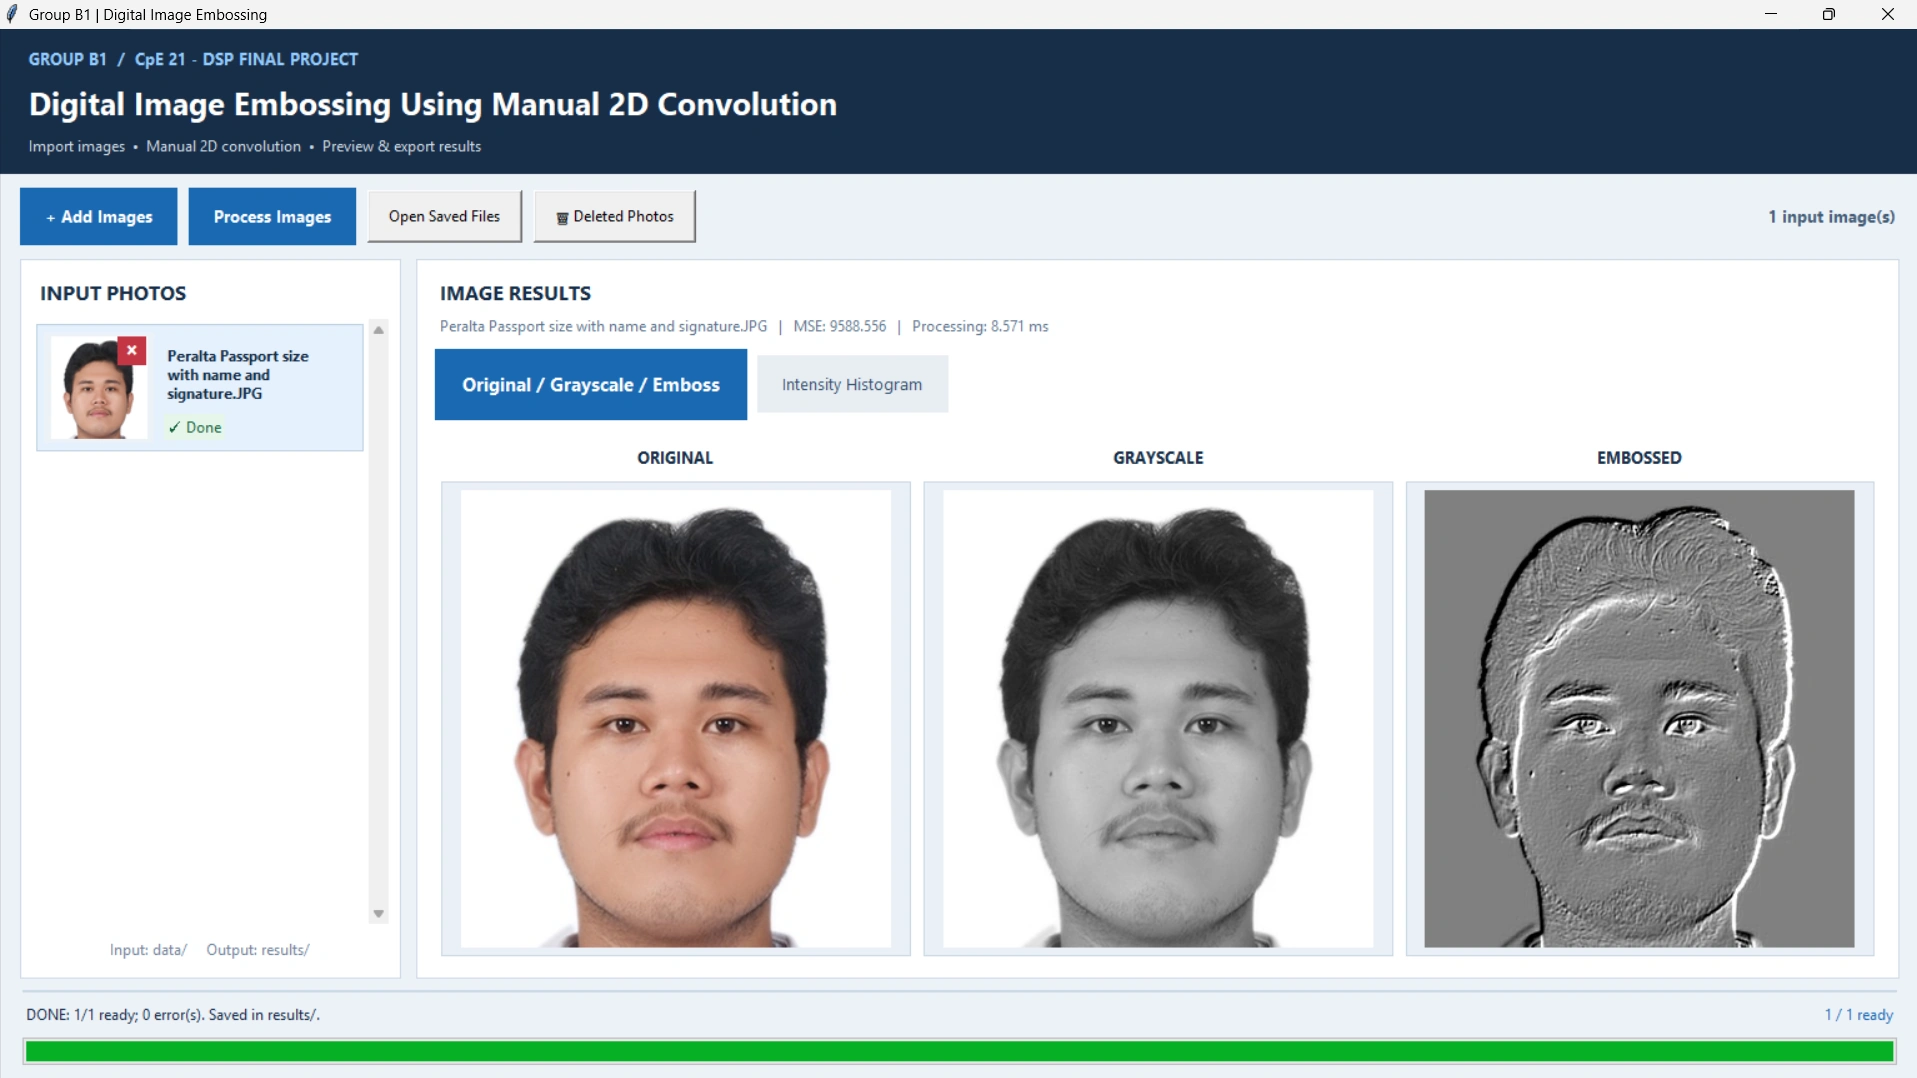 Group B1 | Digital Image Embossing
GROUP B1 / CpE 21 - DSP FINAL PROJECT
Digital Image Embossing Using Manual 2D Convolution
Import images • Manual 2D convolution • Preview & export results
+ Add Images
Process Images
Open Saved Files
Deleted Photos
1 input image(s)
INPUT PHOTOS
Peralta Passport size
with name and
signature.JPG
✓ Done
Input: data/ Output: results/
IMAGE RESULTS
Peralta Passport size with name and signature.JPG | MSE: 9588.556 | Processing: 8.571 ms
Original / Grayscale / Emboss
Intensity Histogram
ORIGINAL
GRAYSCALE
EMBOSSED
DONE: 1/1 ready; 0 error(s). Saved in results/.
1 / 1 ready